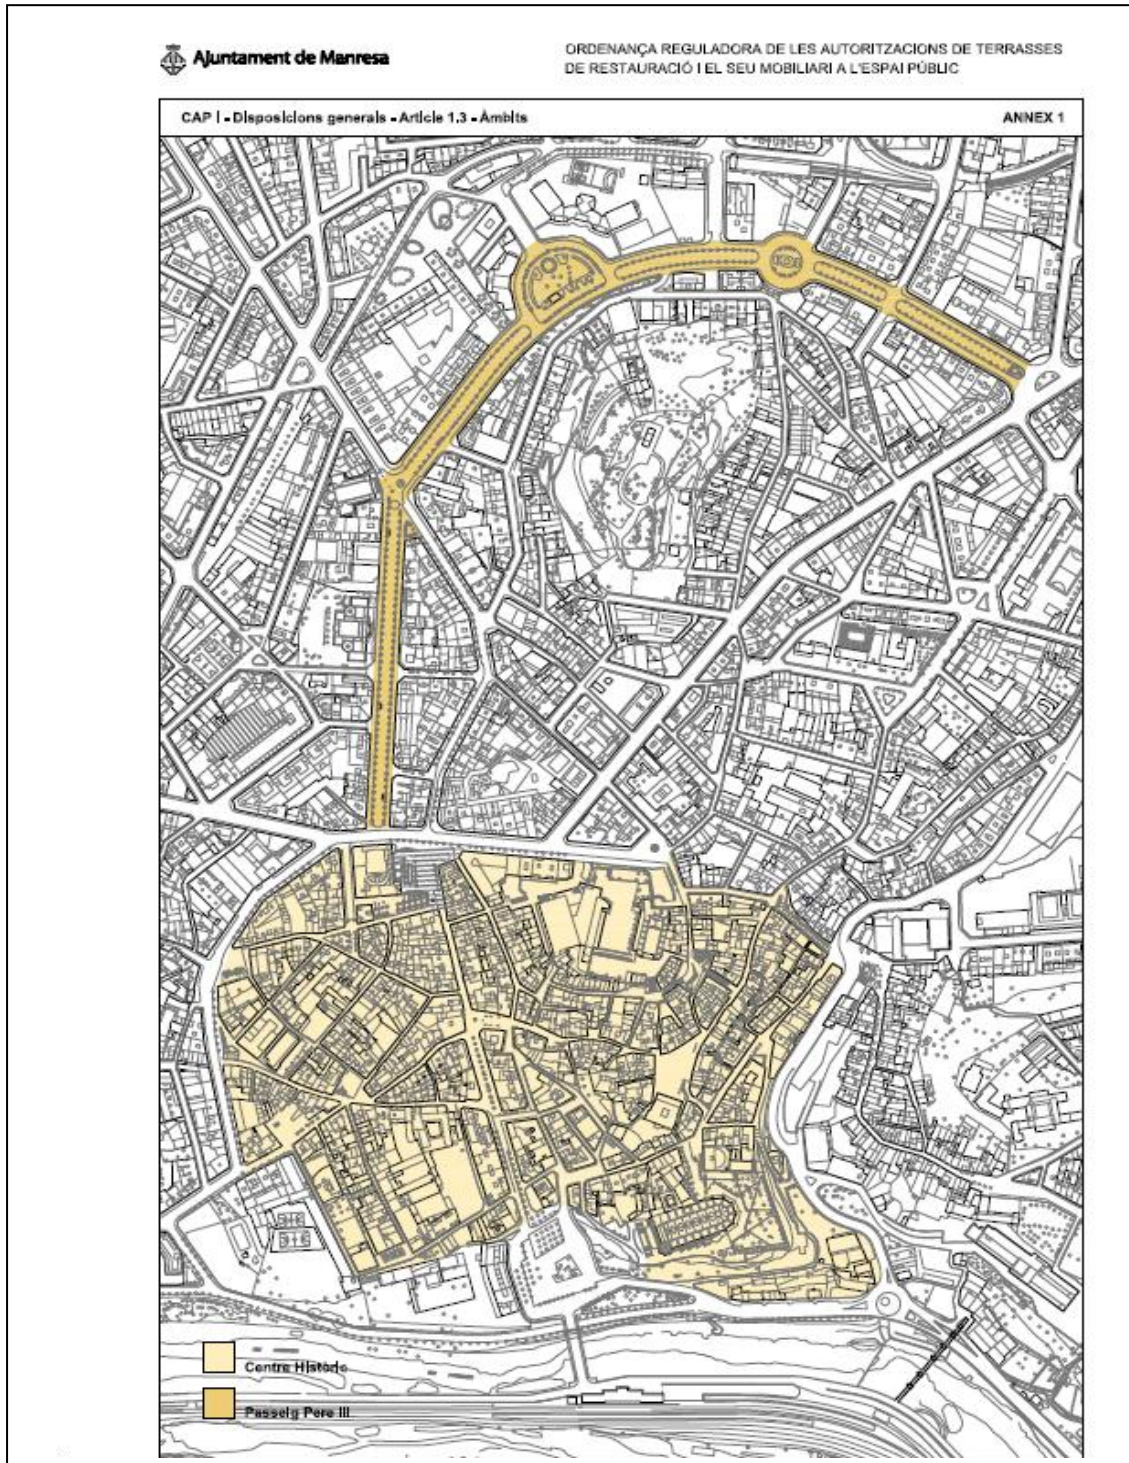 Ajuntament de Manresa
ORDENANÇA REGULADORA DE LES AUTORITZACIONS DE TERRASSES
DE RESTAURACIÓ I EL SEU MOBILIARI A L'ESPAI PÚBLIC
CAP I - Disposicions generals - Article 1.3 - Àmbits
ANNEX 1
Centre Històric
Passeig Pere III